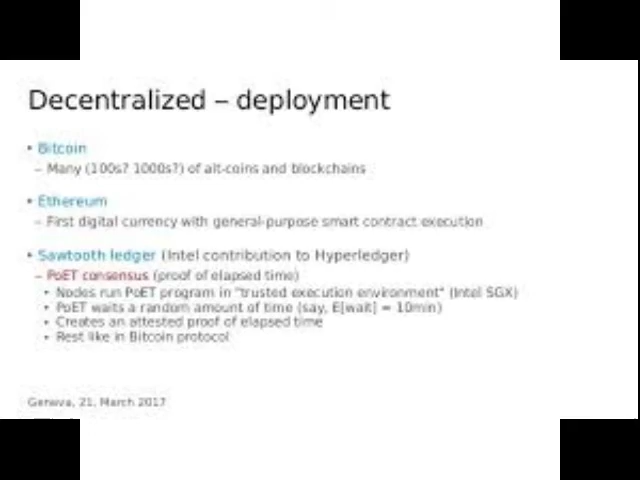 Decentralized – deployment
• Bitcoin
– Many (100s? 1000s?) of alt-coins and blockchains
• Ethereum
– First digital currency with general-purpose smart contract execution
• Sawtooth ledger (Intel contribution to Hyperledger)
– PoET consensus (proof of elapsed time)
• Nodes run PoET program in "trusted execution environment" (Intel SGX)
• PoET waits a random amount of time (say, E[wait] = 10min)
• Creates an attested proof of elapsed time
• Rest like in Bitcoin protocol
Geneva, 21. March 2017